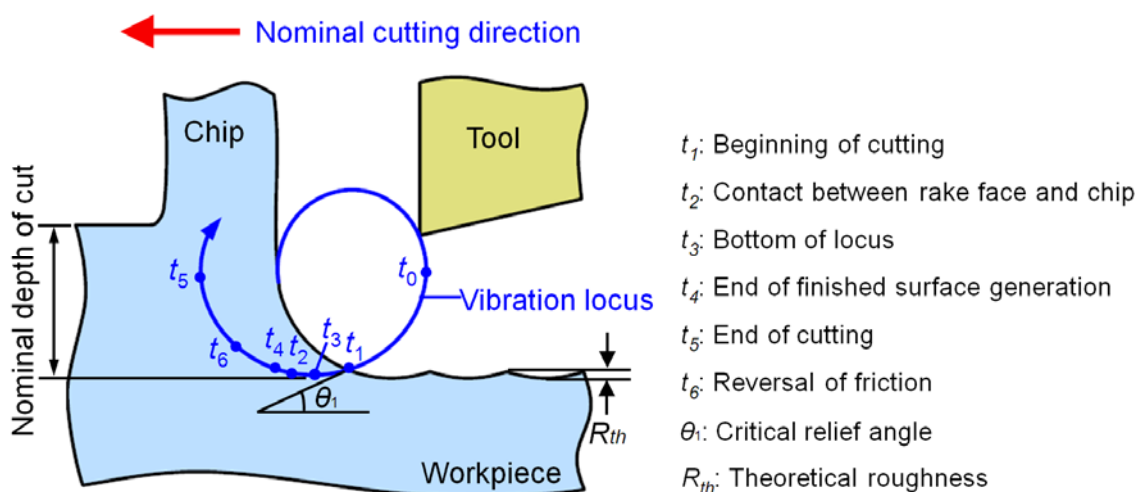 Nominal cutting direction
Chip
Tool
Nominal depth of cut
t5
t0
Vibration locus
t6
t4
t2
t3
t1
θ1
Rth
Workpiece
t1: Beginning of cutting
t2: Contact between rake face and chip
t3: Bottom of locus
t4: End of finished surface generation
t5: End of cutting
t6: Reversal of friction
θ1: Critical relief angle
Rth: Theoretical roughness